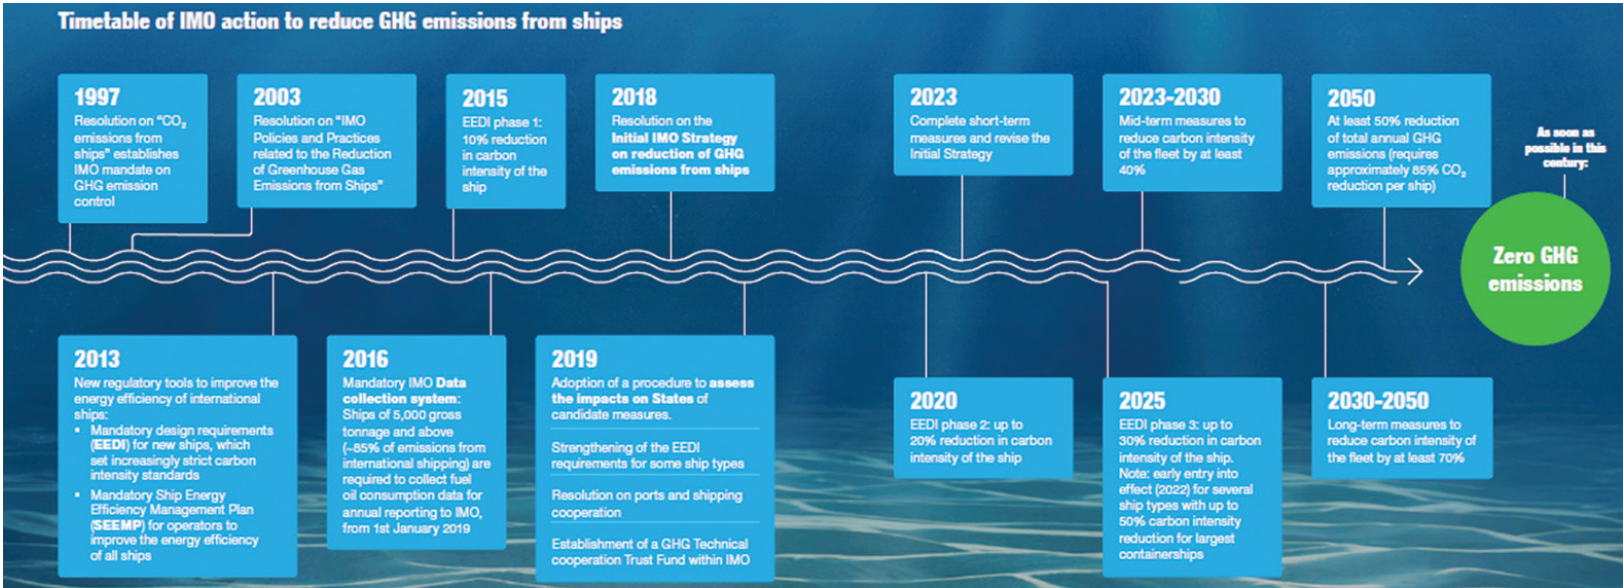 Timetable of IMO action to reduce GHG emissions from ships
1997
Resolution on “CO₂
emissions from
ships” establishes
IMO mandate on
GHG emission
control
2003
Resolution on “IMO
Policies and Practices
related to the Reduction
of Greenhouse Gas
Emissions from Ships”
2015
EEDI phase 1:
10% reduction
in carbon
intensity of the
ship
2018
Resolution on the
Initial IMO Strategy
on reduction of GHG
emissions from ships
2023
Complete short-term
measures and revise the
Initial Strategy
2023-2030
Mid-term measures to
reduce carbon intensity
of the fleet by at least
40%
2050
At least 50% reduction
of total annual GHG
emissions (requires
approximately 85% CO₂
reduction per ship)
As soon as
possible in this
century:
Zero GHG
emissions
2013
New regulatory tools to improve the
energy efficiency of international
ships:
▪ Mandatory design requirements
(EEDI) for new ships, which
set increasingly strict carbon
intensity standards
▪ Mandatory Ship Energy
Efficiency Management Plan
(SEEMP) for operators to
improve the energy efficiency
of all ships
2016
Mandatory IMO Data
collection system:
Ships of 5,000 gross
tonnage and above
(~85% of emissions from
international shipping) are
required to collect fuel
oil consumption data for
annual reporting to IMO,
from 1st January 2019
2019
Adoption of a procedure to assess
the impacts on States of
candidate measures.
Strengthening of the EEDI
requirements for some ship types
Resolution on ports and shipping
cooperation
Establishment of a GHG Technical
cooperation Trust Fund within IMO
2020
EEDI phase 2: up to
20% reduction in carbon
intensity of the ship
2025
EEDI phase 3: up to
30% reduction in carbon
intensity of the ship.
Note: early entry into
effect (2022) for several
ship types with up to
50% carbon intensity
reduction for largest
containerships
2030-2050
Long-term measures to
reduce carbon intensity of
the fleet by at least 70%